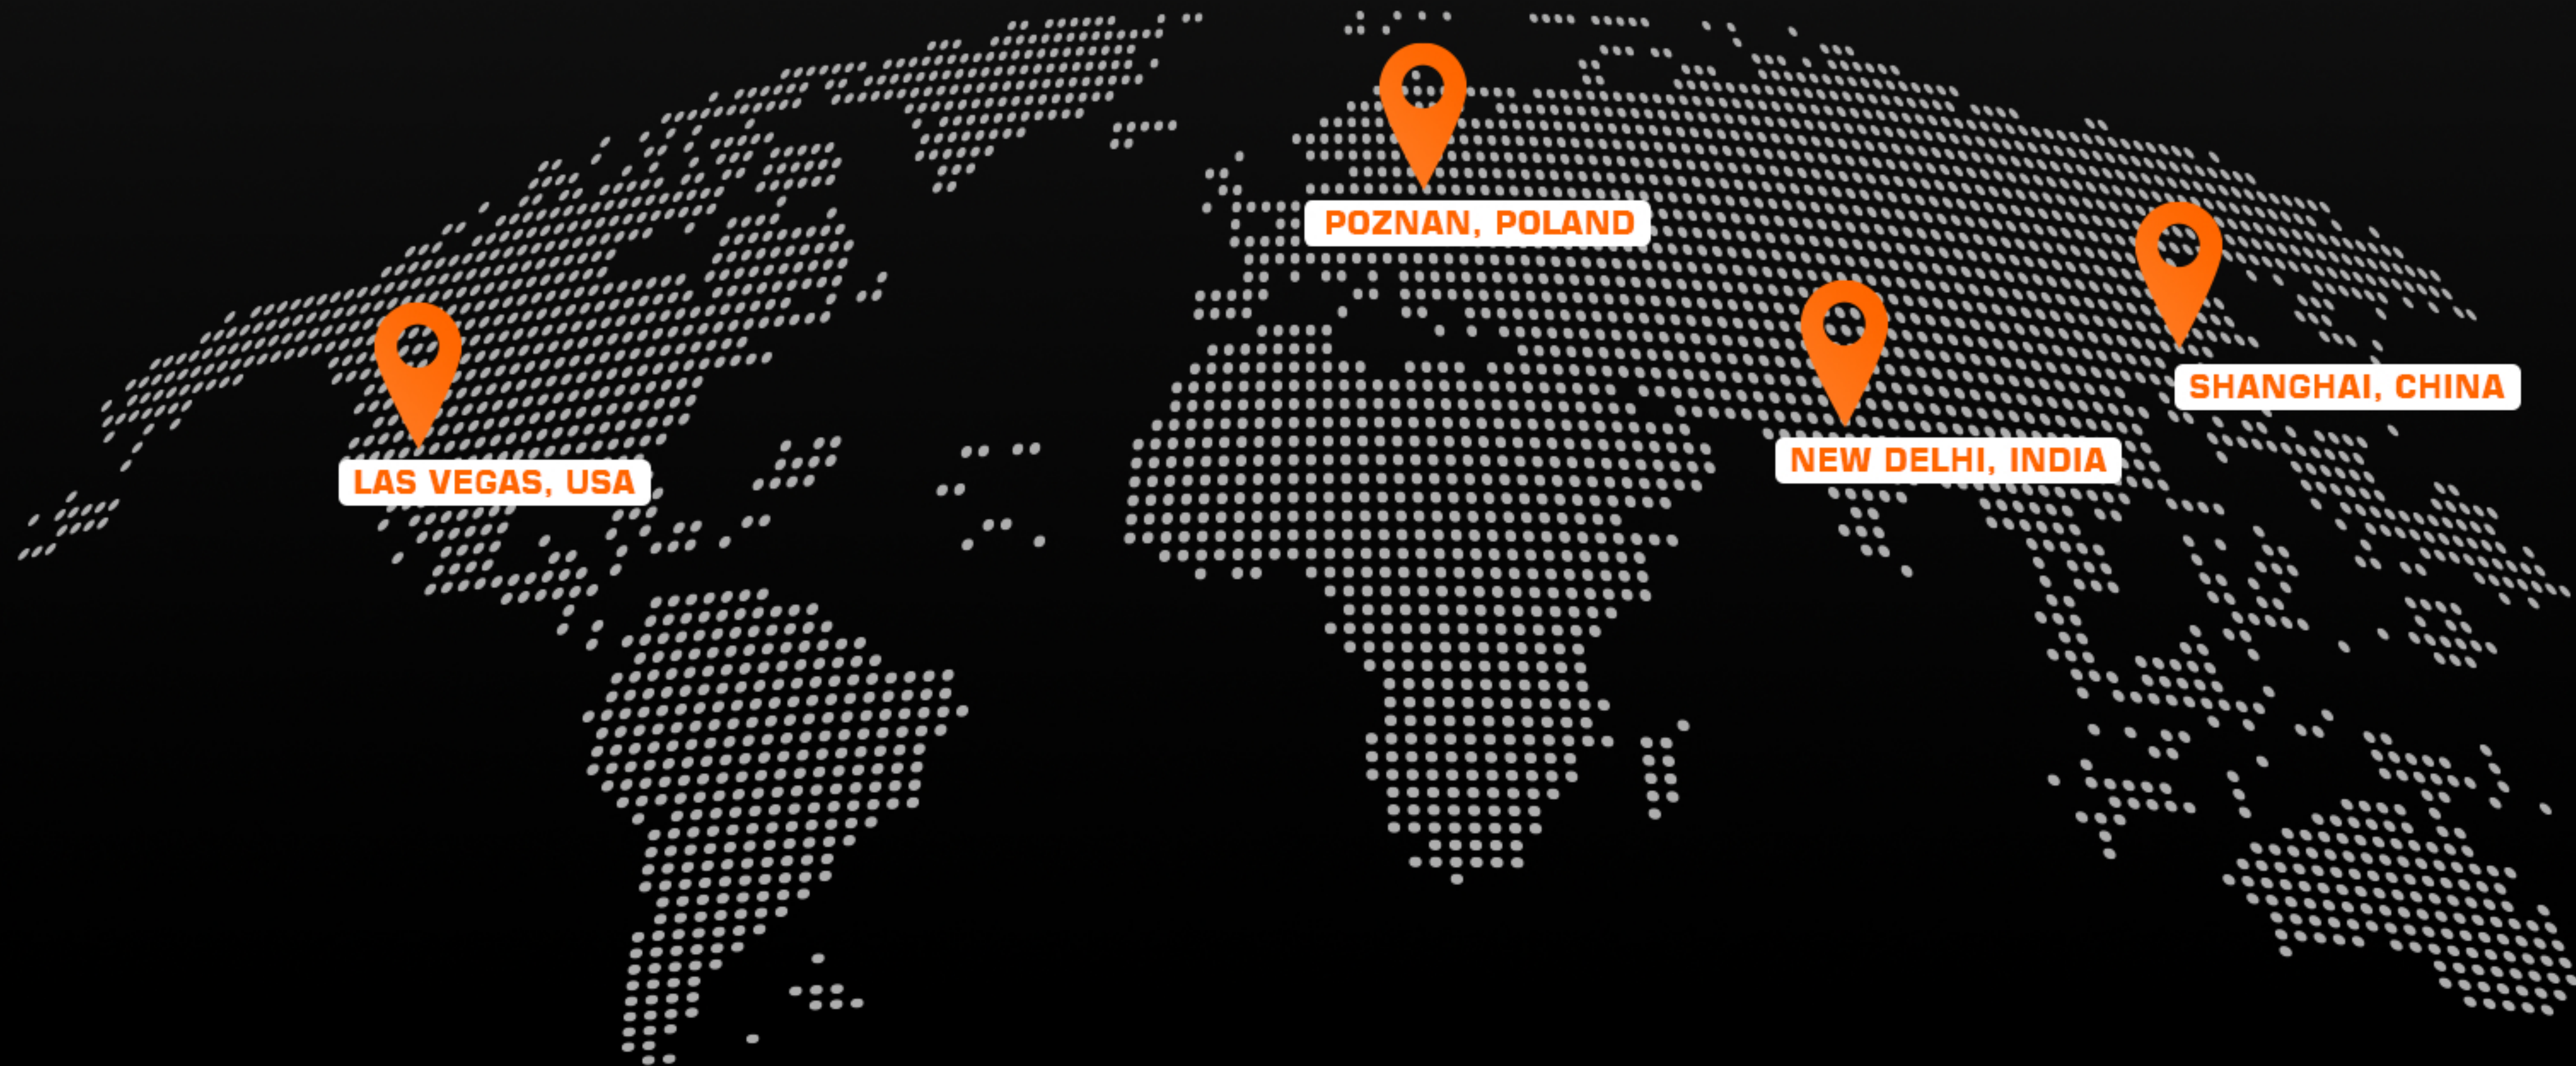 POZNAN, POLAND
SHANGHAI, CHINA
NEW DELHI, INDIA
LAS VEGAS, USA